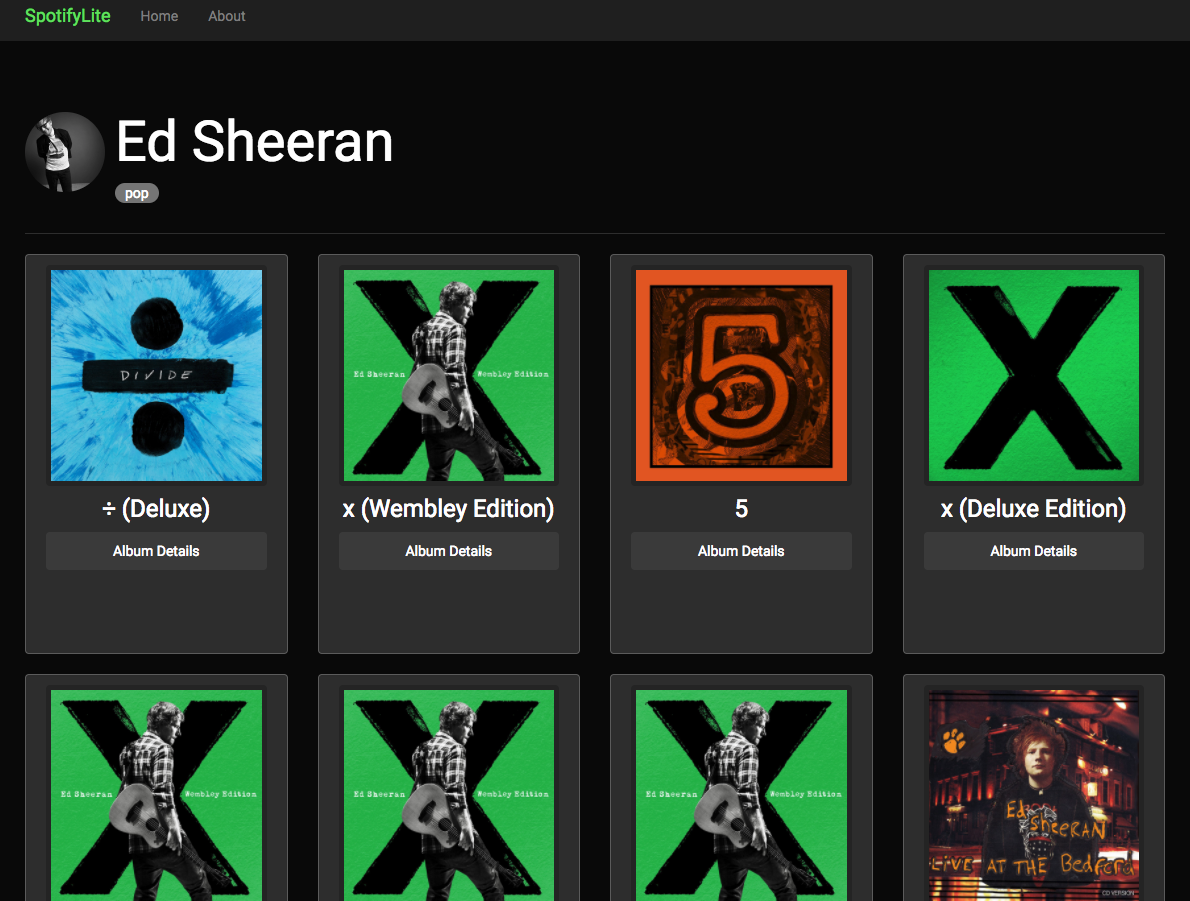 SpotifyLite Home About
Ed Sheeran
pop
DIVIDE
Ed Sheeran Wembley Edition
5
X
÷ (Deluxe)
x (Wembley Edition)
5
x (Deluxe Edition)
Album Details
Album Details
Album Details
Album Details
Ed Sheeran Wembley Edition
Ed Sheeran Wembley Edition
Ed Sheeran Wembley Edition
Ed SheeRAN
LIVE AT THE Bedford
CD VERSION